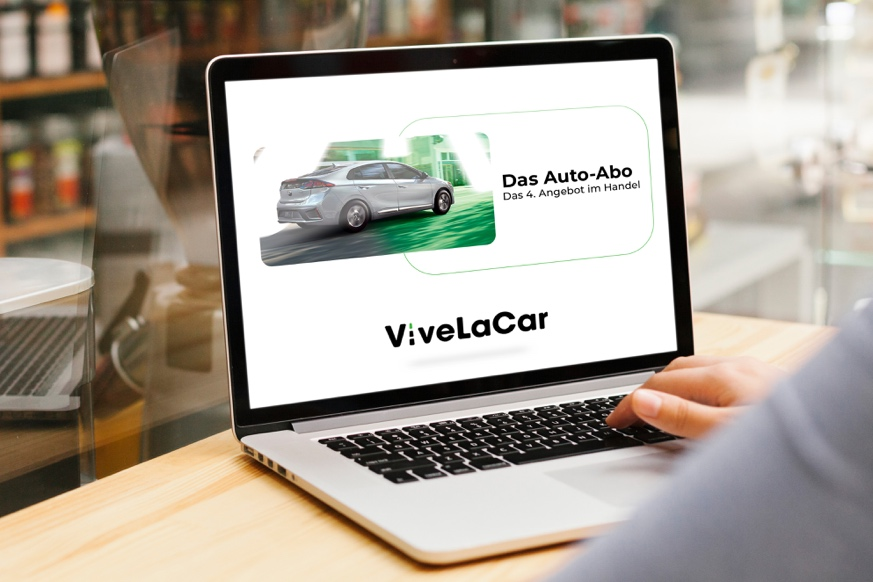 Das Auto-Abo
Das 4. Angebot im Handel
ViveLaCar